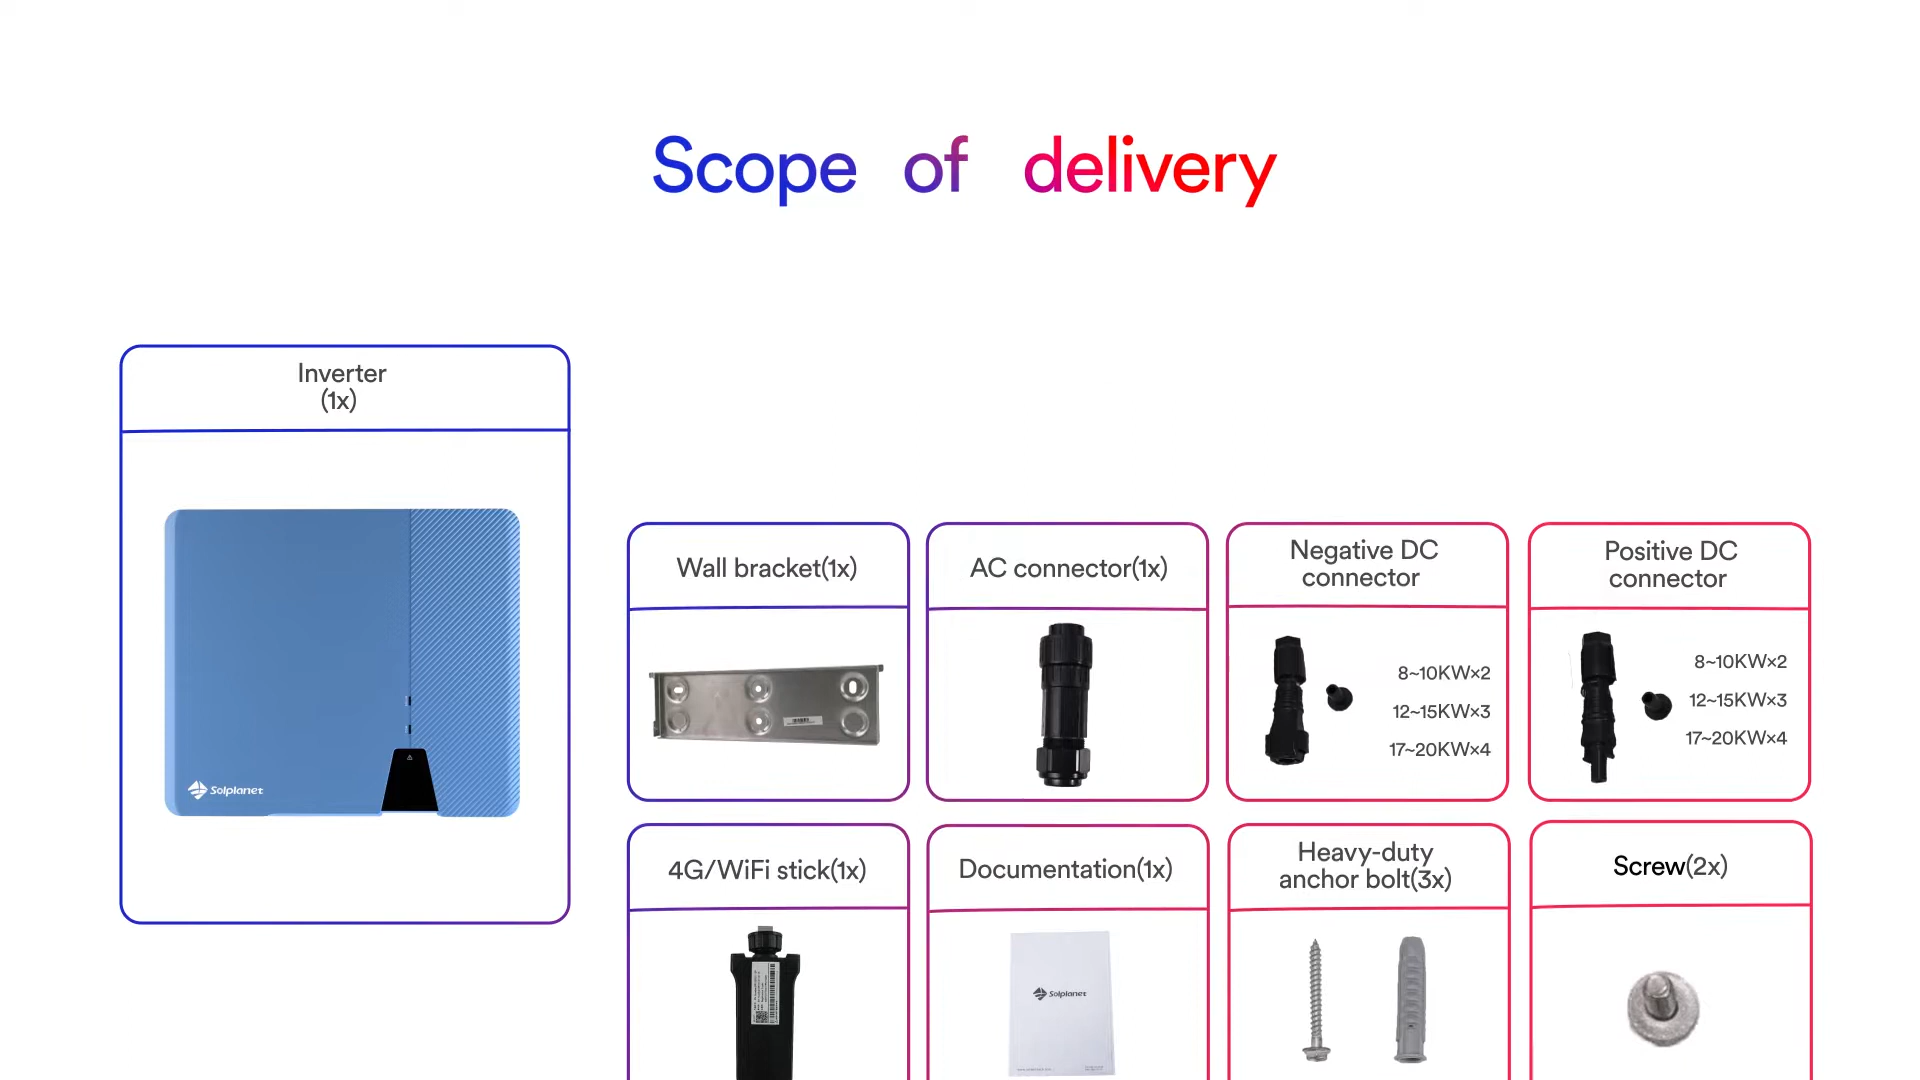 Scope of delivery
Inverter
(1x)
Solplanet
Wall bracket(1x)
AC connector(1x)
Negative DC
connector
8~10KW×2
12~15KW×3
17~20KW×4
Positive DC
connector
8~10KW×2
12~15KW×3
17~20KW×4
4G/WiFi stick(1x)
Documentation(1x)
Solplanet
Heavy-duty
anchor bolt(3x)
Screw(2x)